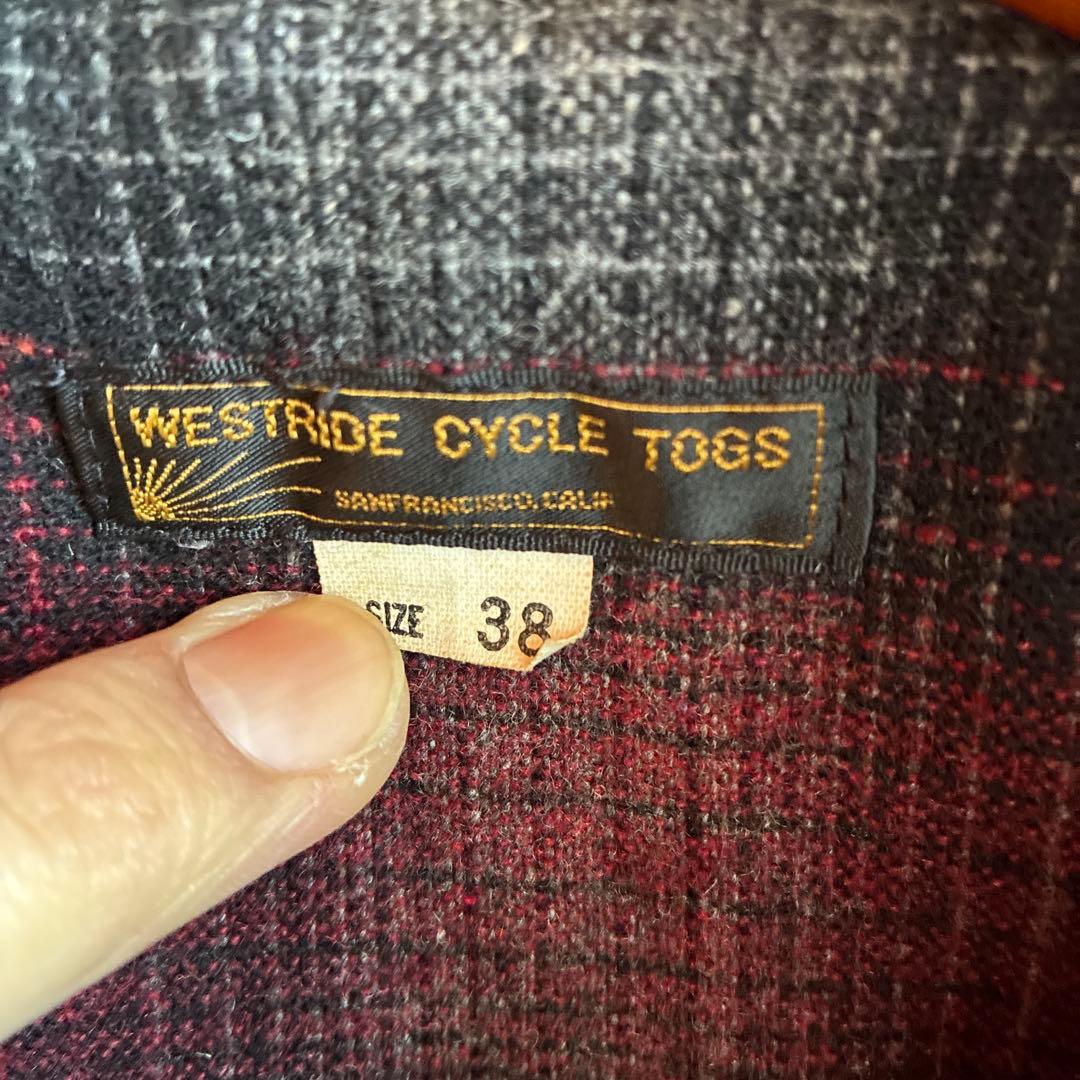 WESTRIDE CYCLE TOGS
SANFRANCISCO, CALIF
SIZE 38